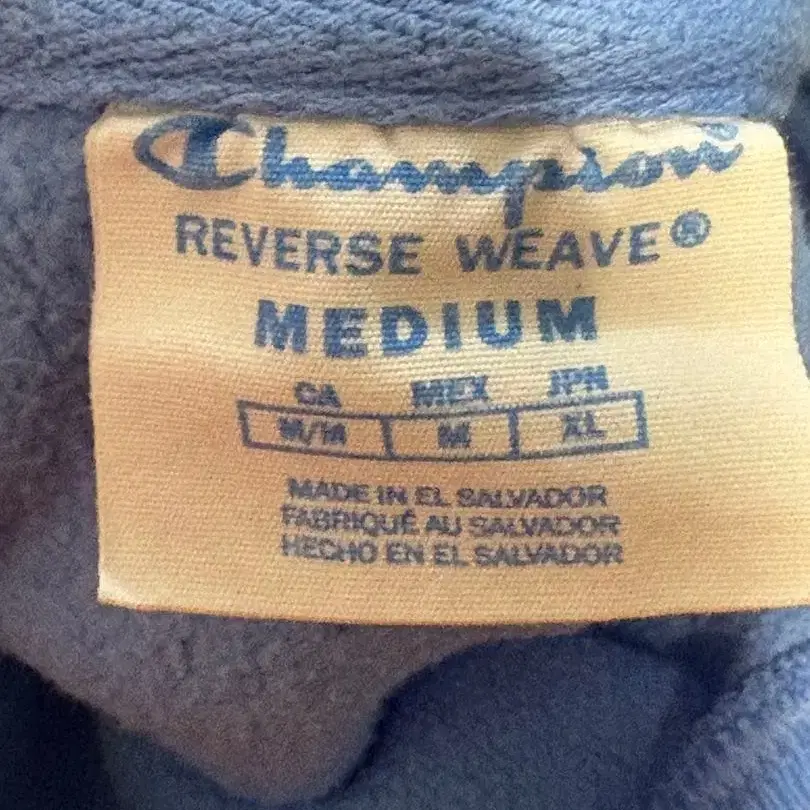 Champion
REVERSE WEAVE®
MEDIUM
CA MEX JPN
M/M M XL
MADE IN EL SALVADOR
FABRIQUÉ AU SALVADOR
HECHO EN EL SALVADOR